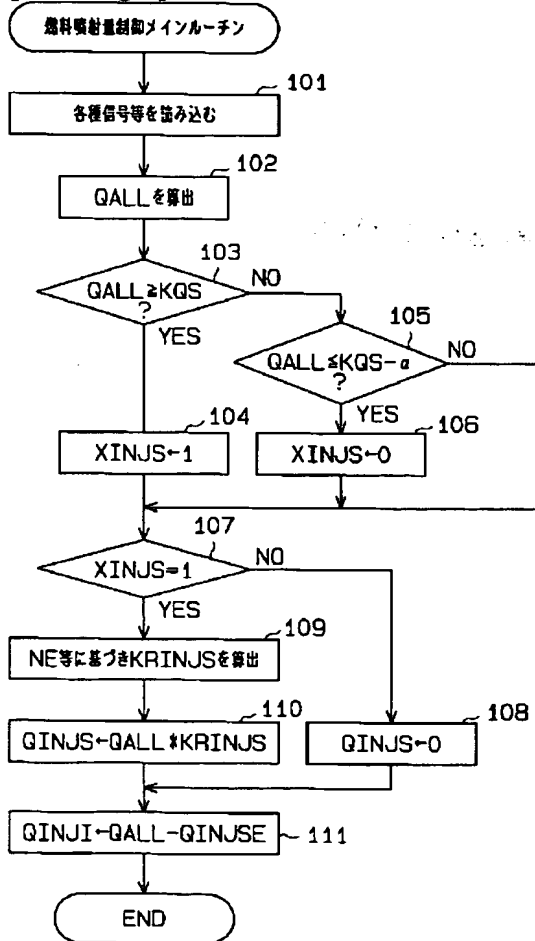 燃料噴射量制御メインルーチン
101
各種信号等を読み込む
102
QALLを算出
103
QALL≧KQS
?
NO
YES
105
QALL≦KQS-α
?
NO
YES
104
XINJS←1
106
XINJS←0
107
XINJS=1
NO
YES
109
NE等に基づきKRINJSを算出
110
QINJS←QALL*KRINJS
108
QINJS←0
QINJI←QALL-QINJSE
111
END